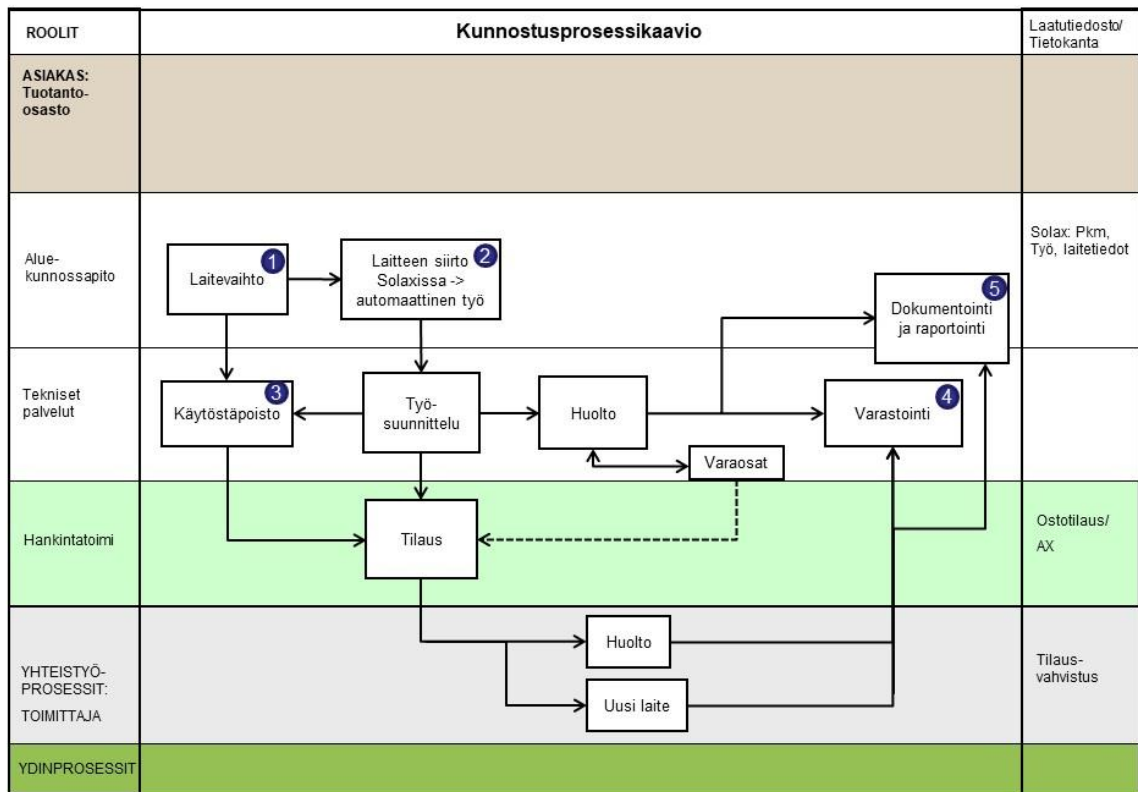 ROOLIT
Kunnostusprosessikaavio
Laatutiedosto/
Tietokanta
ASIAKAS:
Tuotanto-
osasto
Alue-
kunnossapito
Laitevaihto
1
Laitteen siirto
Solaxissa ->
automaattinen työ
2
Dokumentointi
ja raportointi
5
Solax: Pkm,
Työ, laitetiedot
Tekniset
palvelut
Käytöstäpoisto
3
Työ-
suunnittelu
Huolto
Varastointi
4
Varaosat
Hankintatoimi
Tilaus
Ostotilaus/
AX
YHTEISTYÖ-
PROSESSIT:
TOIMITTAJA
Huolto
Uusi laite
Tilaus-
vahvistus
YDINPROSESSIT